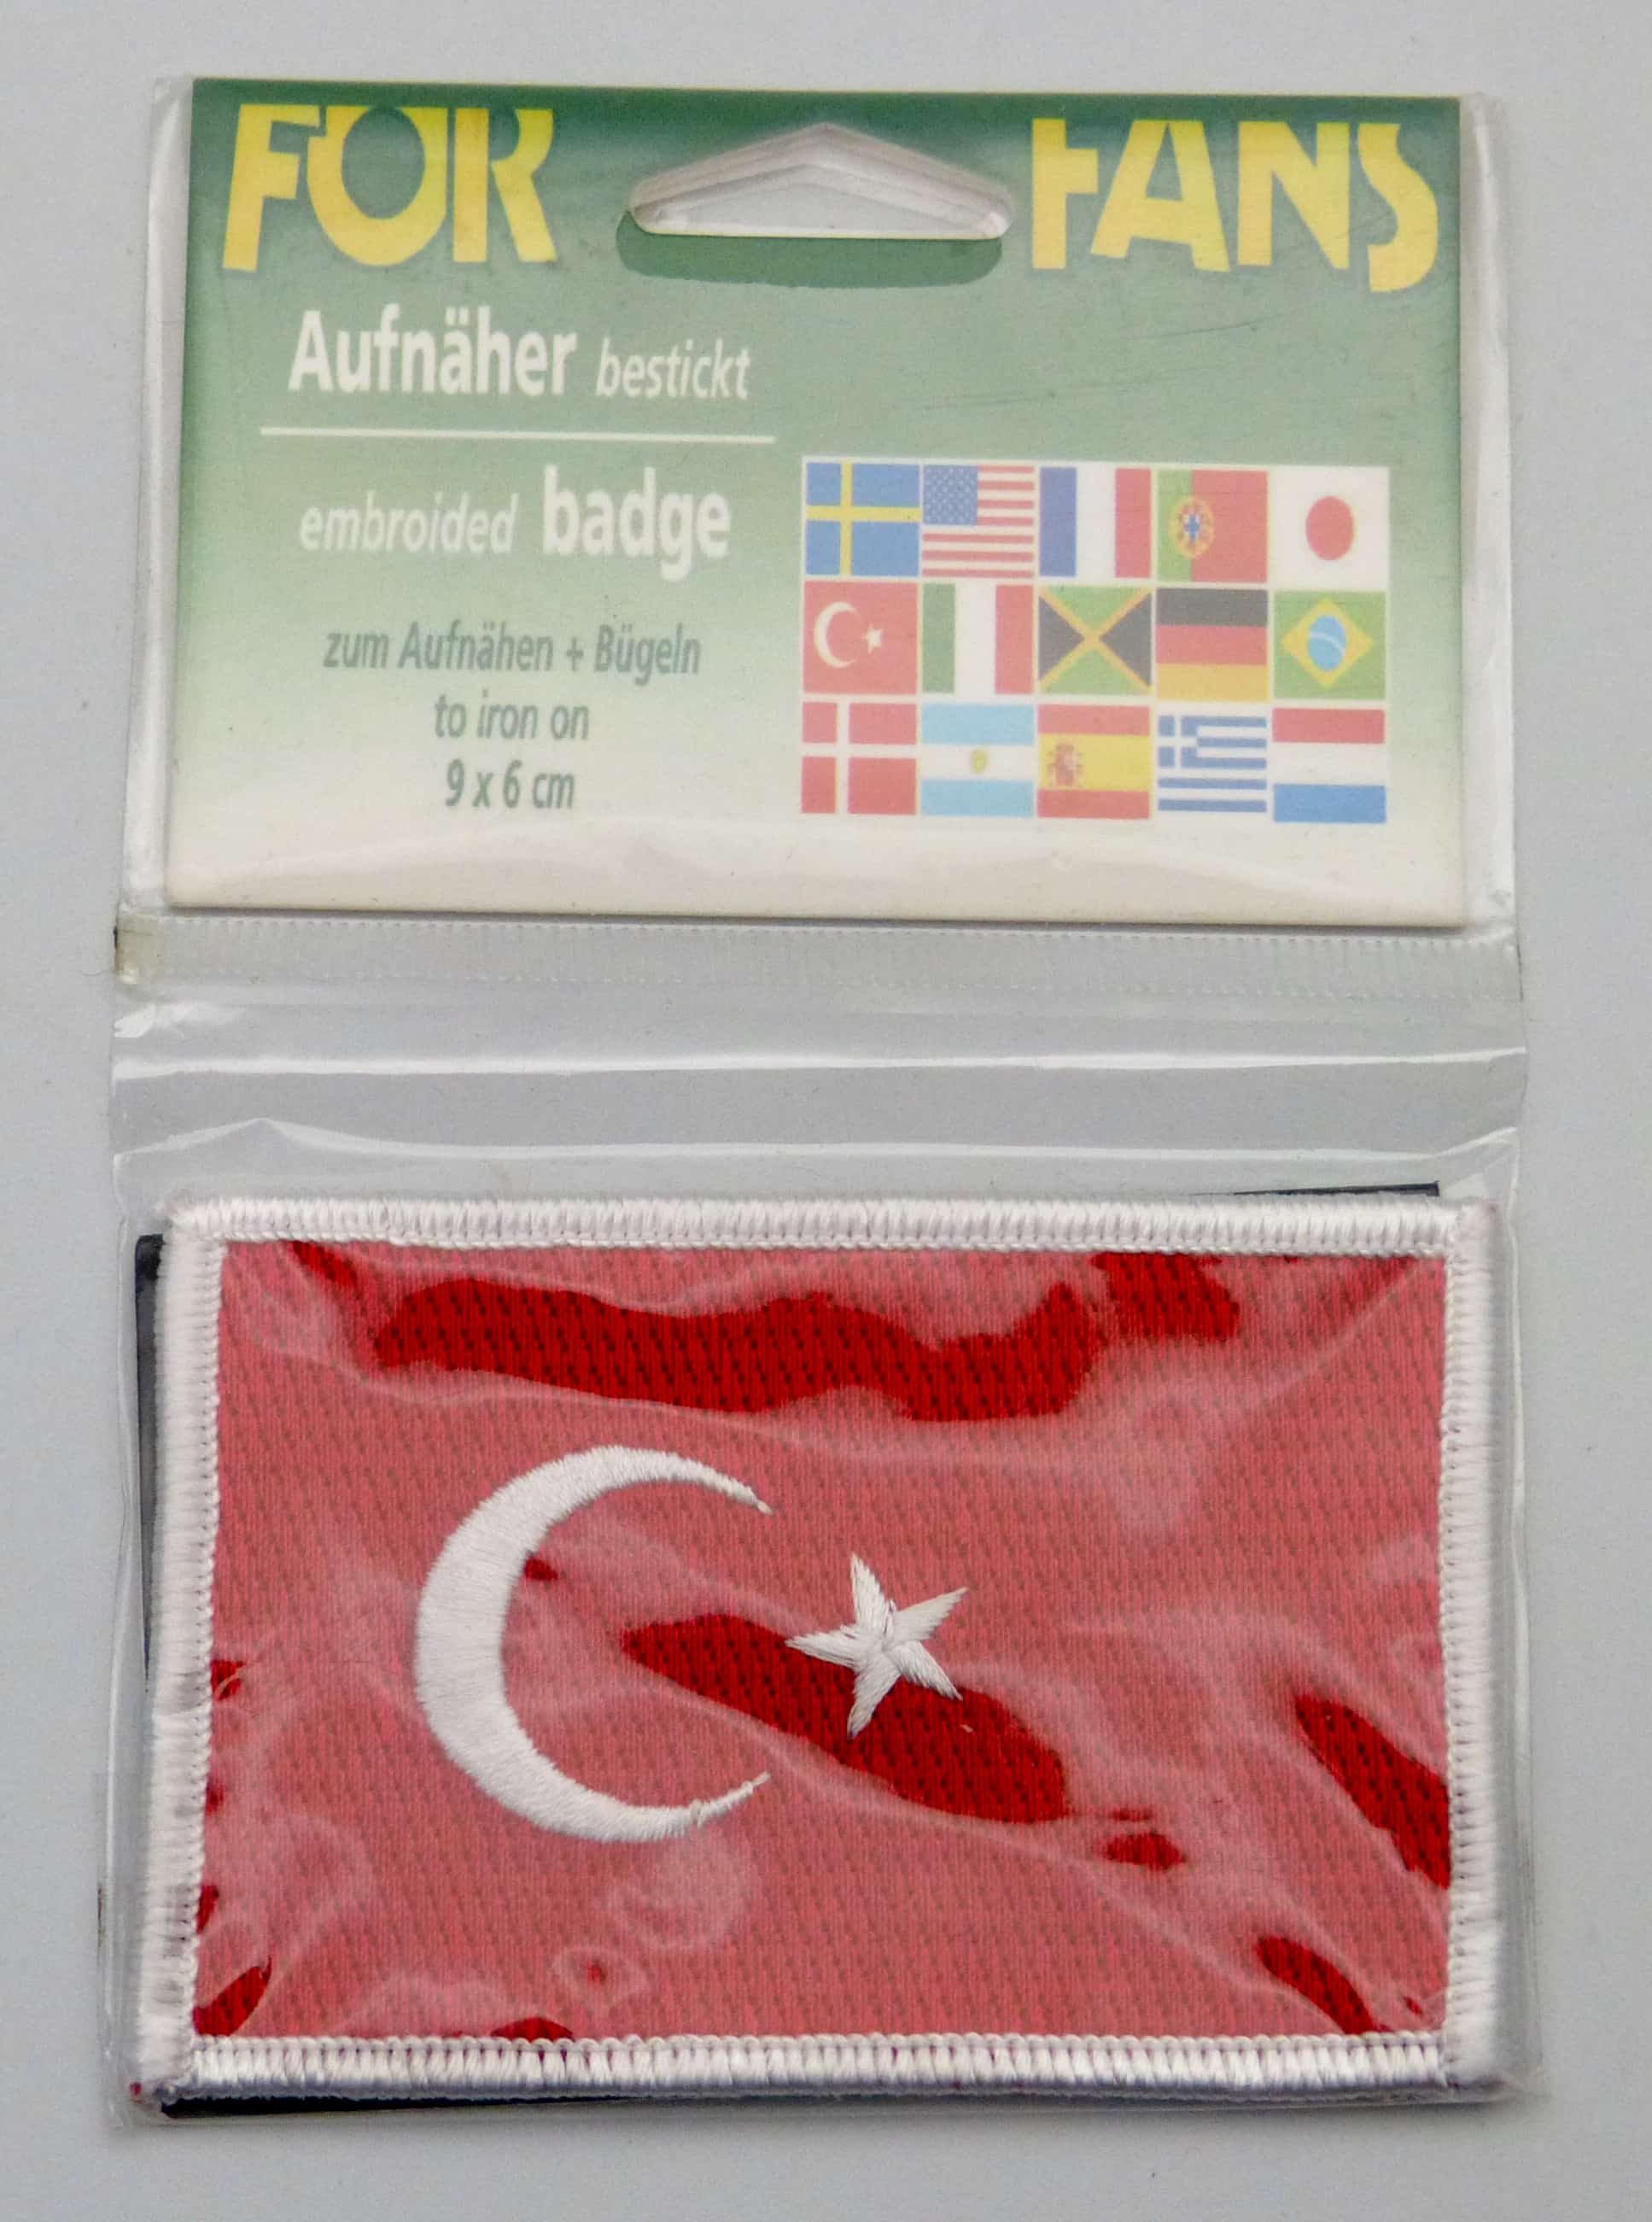 FOR FANS
Aufnäher bestickt
embroided badge
zum Aufnähen + Bügeln
to iron on
9 x 6 cm